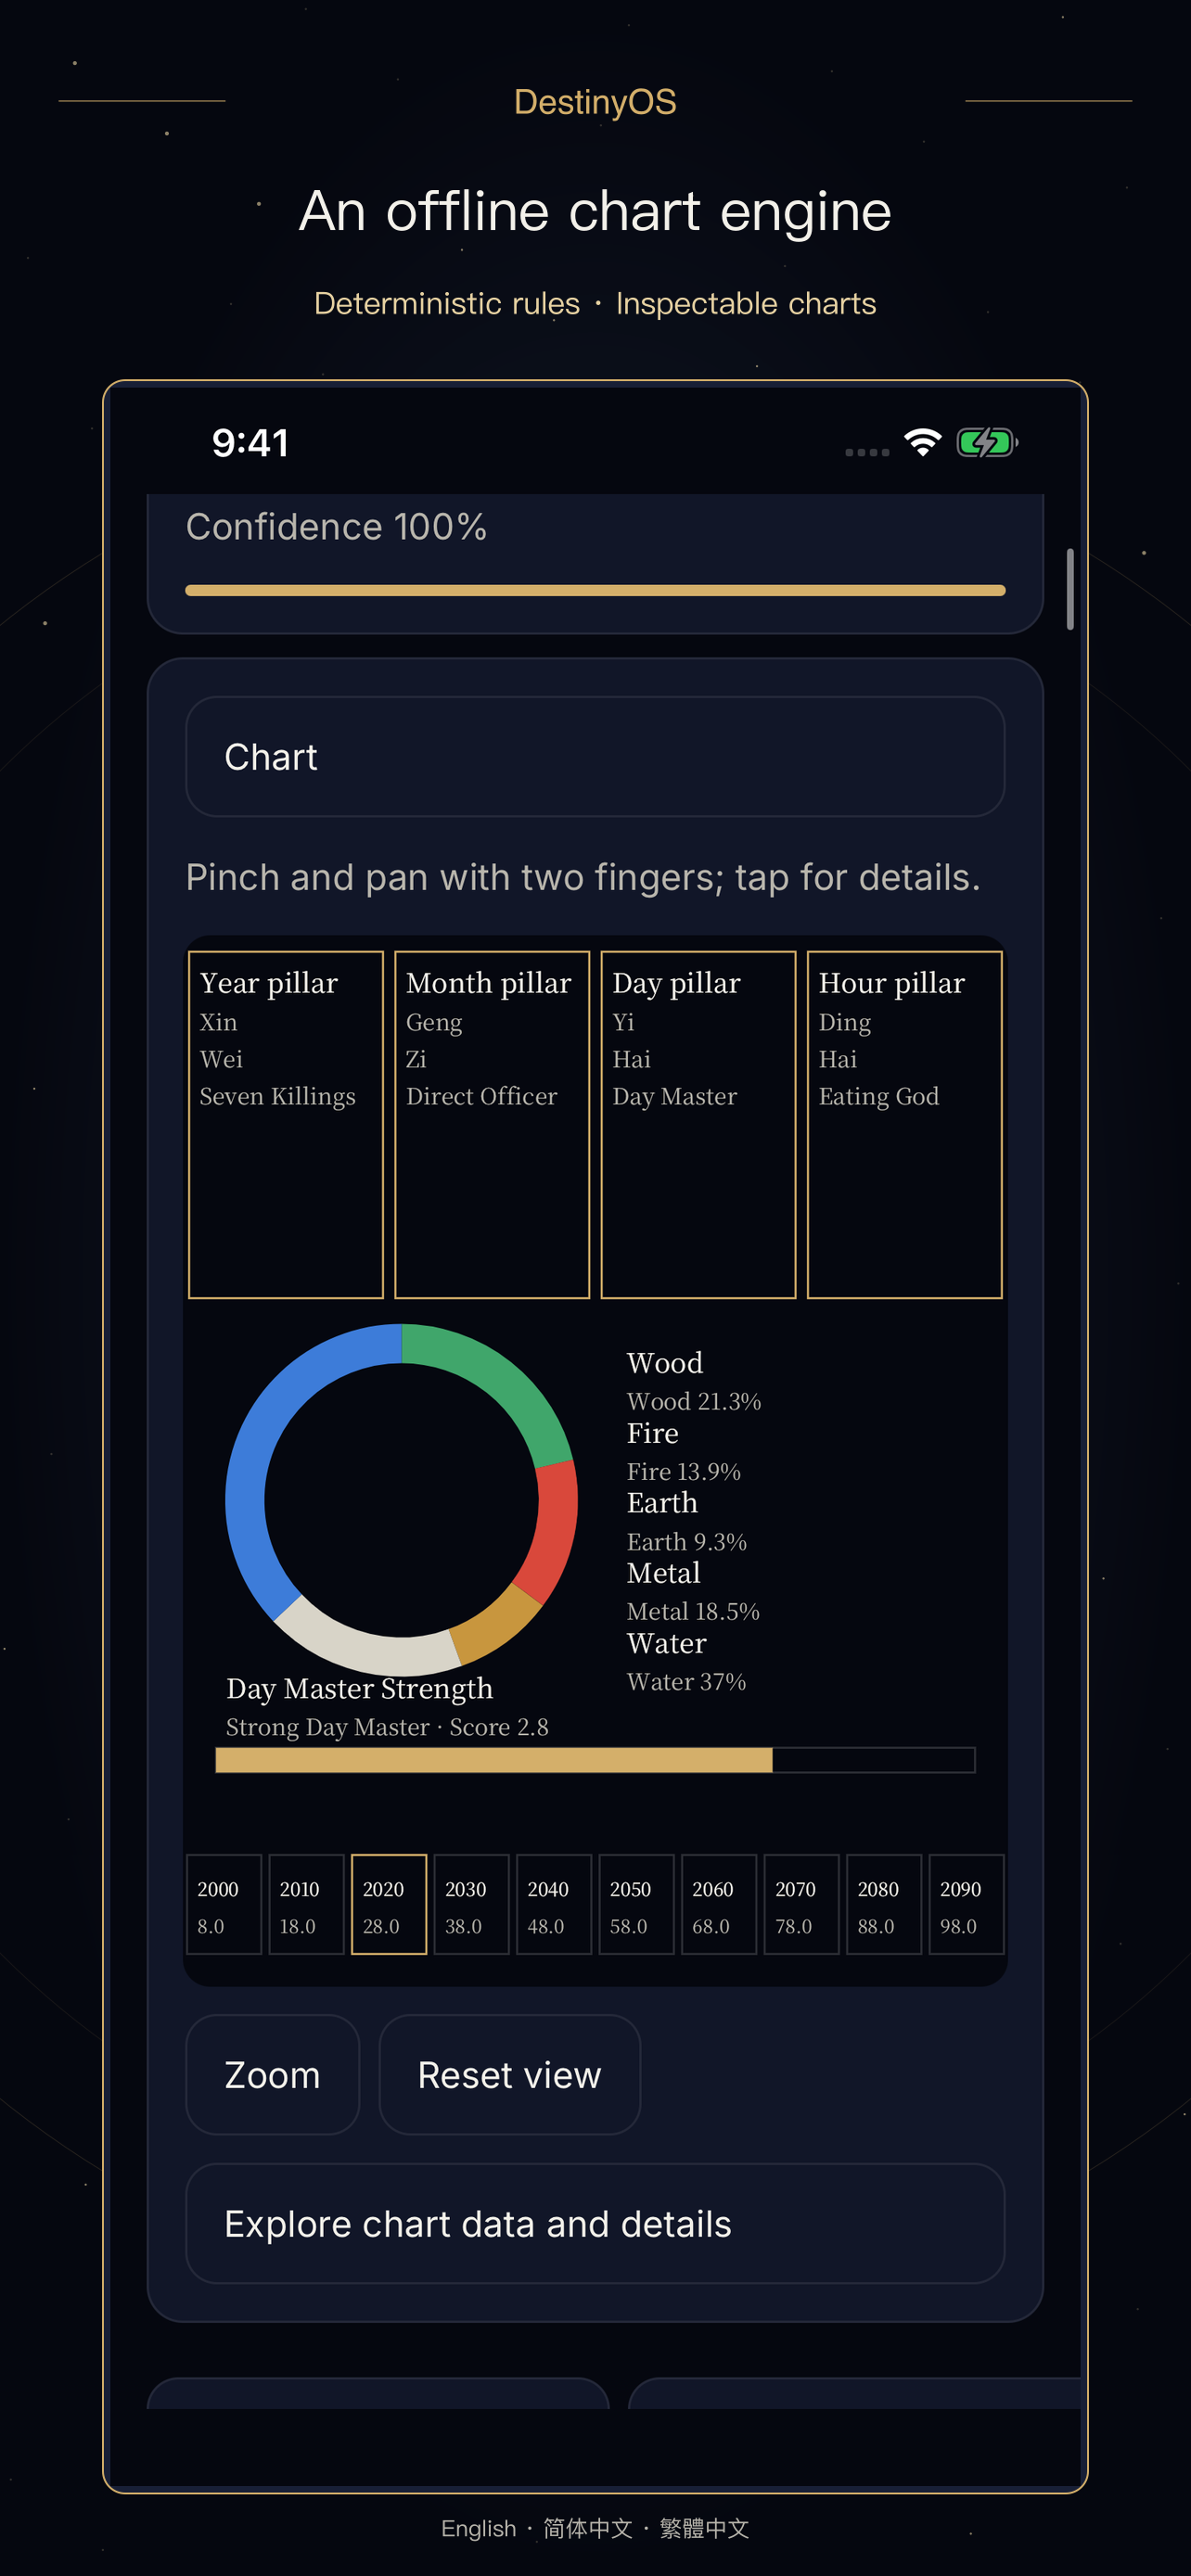 DestinyOS
An offline chart engine
Deterministic rules · Inspectable charts
9:41
Confidence 100%
Chart
Pinch and pan with two fingers; tap for details.
Year pillar Month pillar Day pillar Hour pillar
Xin Geng Yi Ding
Wei Zi Hai Hai
Seven Killings Direct Officer Day Master Eating God
Wood
Wood 21.3%
Fire
Fire 13.9%
Earth
Earth 9.3%
Metal
Metal 18.5%
Water
Water 37%
Day Master Strength
Strong Day Master · Score 2.8
2000 2010 2020 2030 2040 2050 2060 2070 2080 2090
8.0 18.0 28.0 38.0 48.0 58.0 68.0 78.0 88.0 98.0
Zoom Reset view
Explore chart data and details
English · 简体中文 · 繁體中文